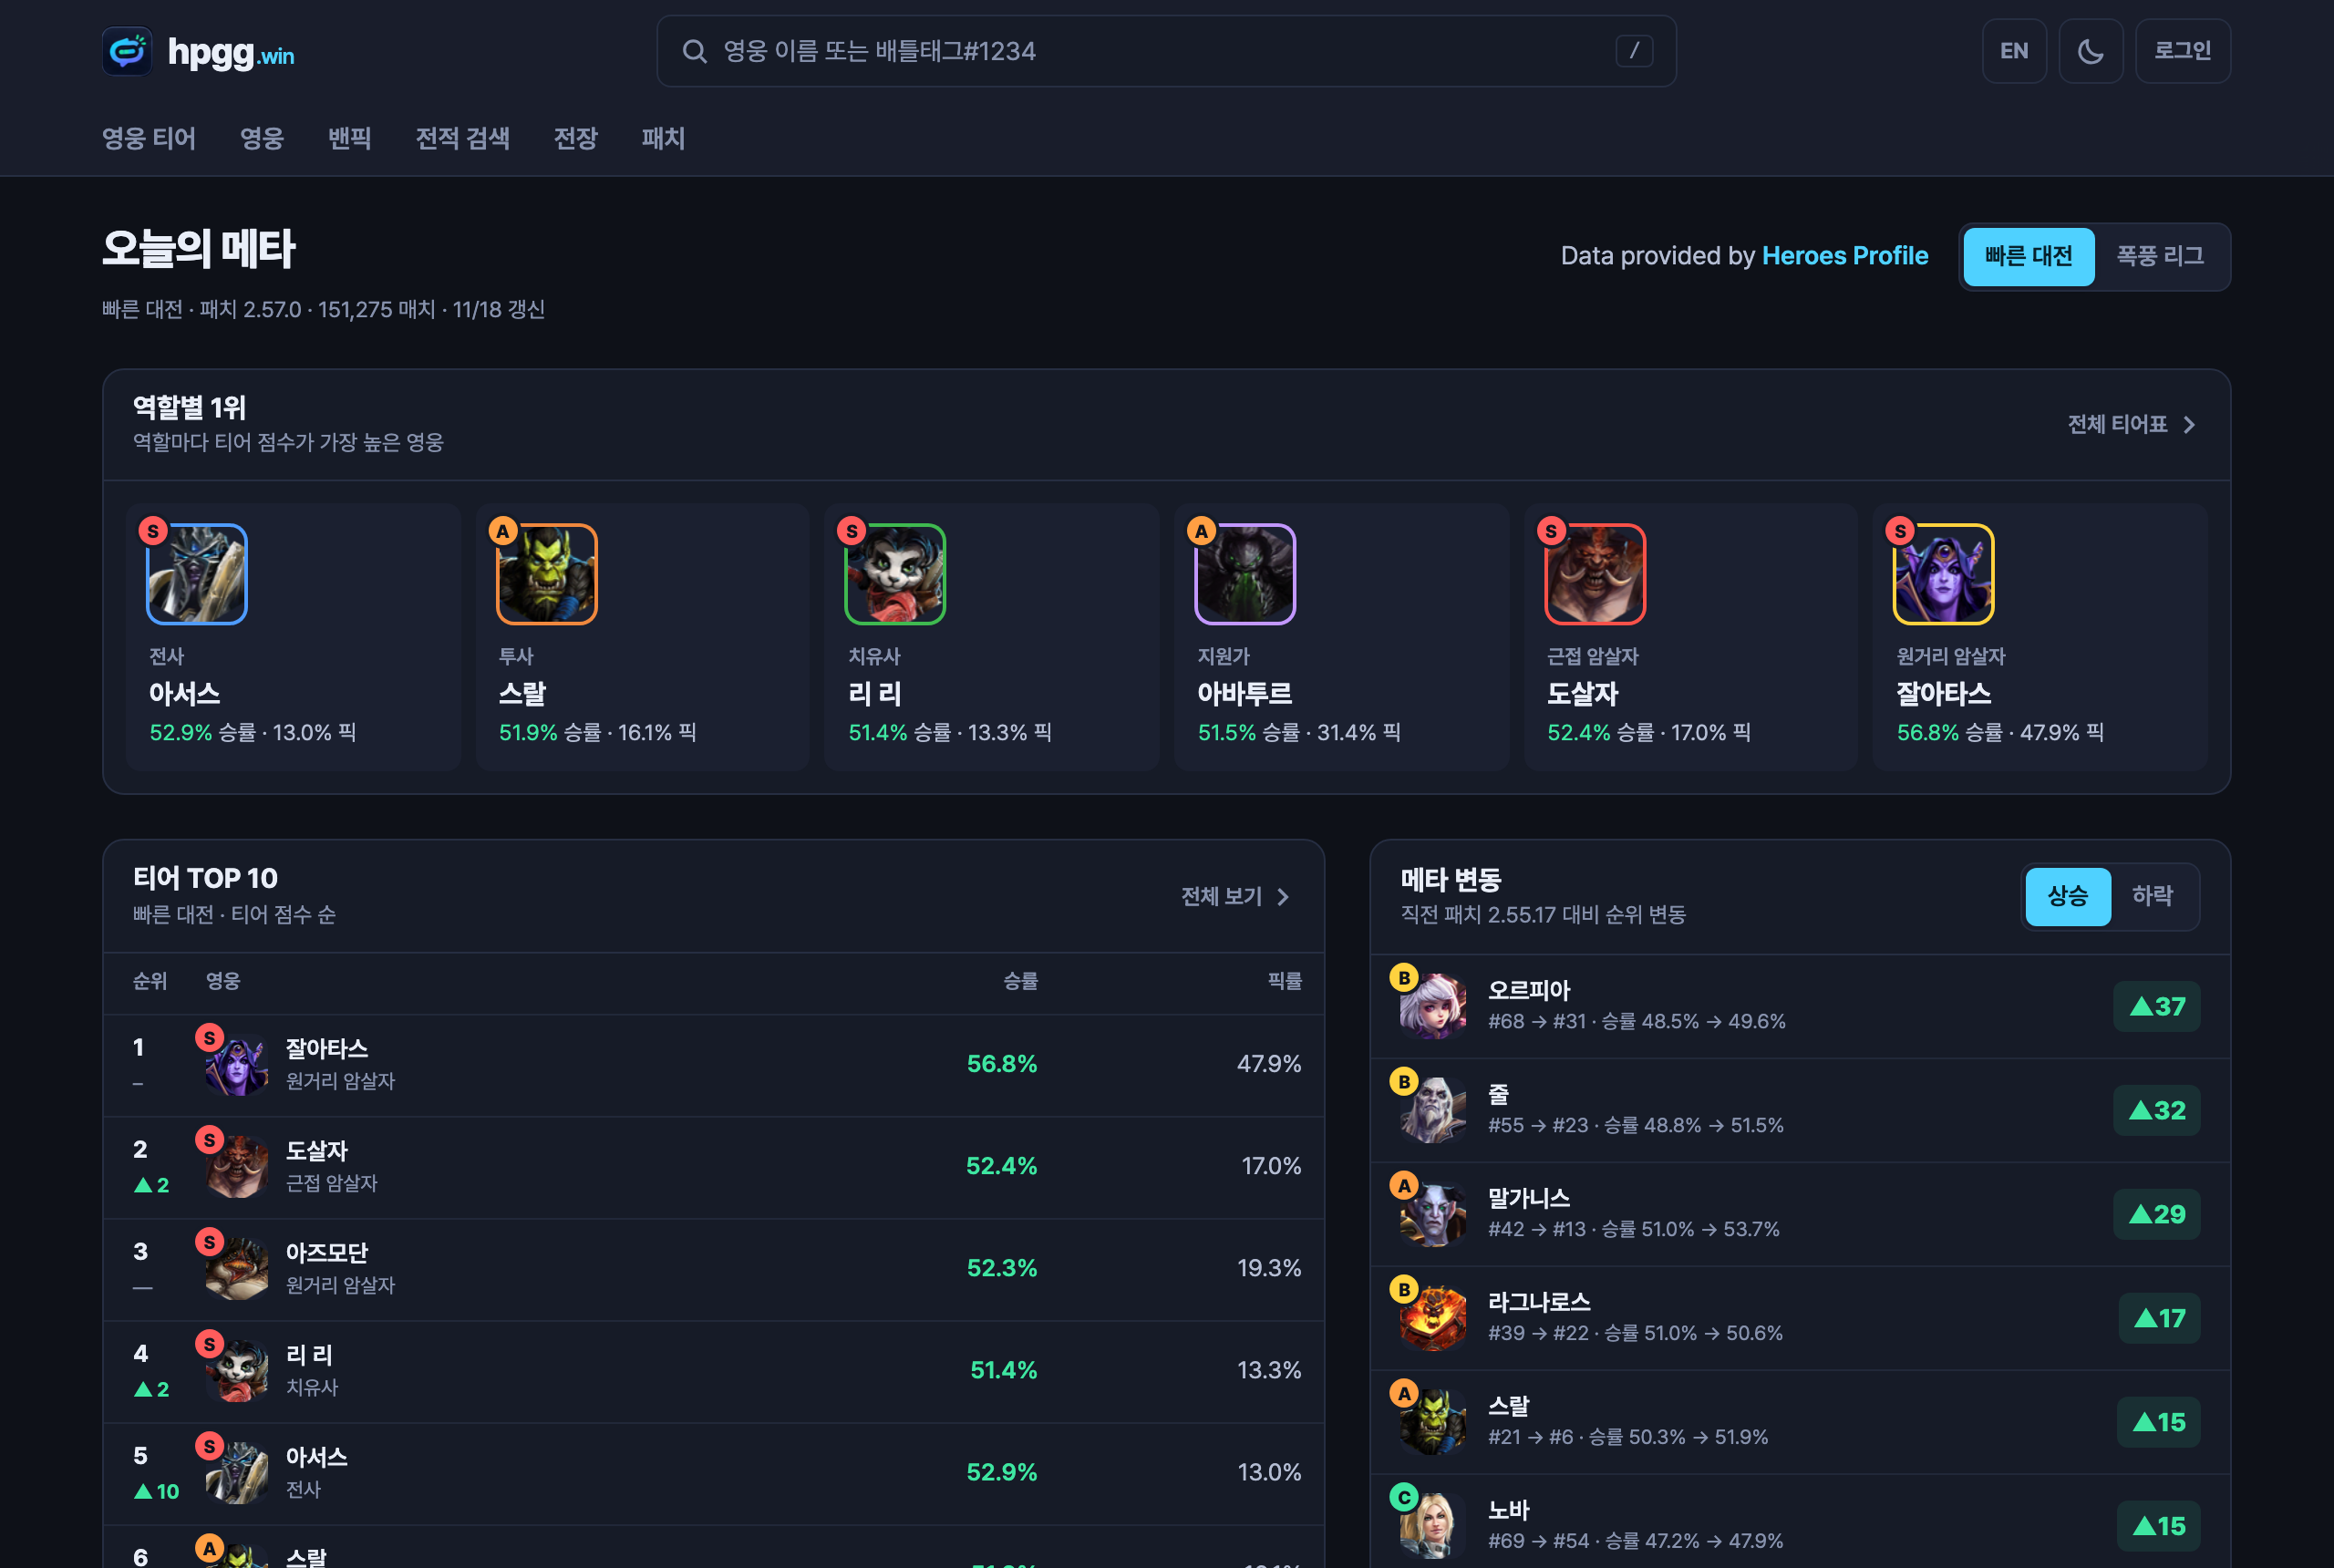 hpgg.win
영웅 이름 또는 배틀태그#1234
/
EN
로그인
영웅 티어 영웅 밴픽 전적 검색 전장 패치
오늘의 메타
빠른 대전 · 패치 2.57.0 · 151,275 매치 · 11/18 갱신
Data provided by Heroes Profile
빠른 대전 폭풍 리그
역할별 1위
역할마다 티어 점수가 가장 높은 영웅
전체 티어표
S
전사
아서스
52.9% 승률 · 13.0% 픽
A
투사
스랄
51.9% 승률 · 16.1% 픽
S
치유사
리 리
51.4% 승률 · 13.3% 픽
A
지원가
아바투르
51.5% 승률 · 31.4% 픽
S
근접 암살자
도살자
52.4% 승률 · 17.0% 픽
S
원거리 암살자
잘아타스
56.8% 승률 · 47.9% 픽
티어 TOP 10
빠른 대전 · 티어 점수 순
전체 보기
순위 영웅 승률 픽률
1 S 잘아타스 56.8% 47.9%
– 원거리 암살자
2 S 도살자 52.4% 17.0%
▲2 근접 암살자
3 S 아즈모단 52.3% 19.3%
— 원거리 암살자
4 S 리 리 51.4% 13.3%
▲2 치유사
5 S 아서스 52.9% 13.0%
▲10 전사
6 A 스랄
메타 변동
직전 패치 2.55.17 대비 순위 변동
상승 하락
B 오르피아 ▲37
#68 → #31 · 승률 48.5% → 49.6%
B 줄 ▲32
#55 → #23 · 승률 48.8% → 51.5%
A 말가니스 ▲29
#42 → #13 · 승률 51.0% → 53.7%
B 라그나로스 ▲17
#39 → #22 · 승률 51.0% → 50.6%
A 스랄 ▲15
#21 → #6 · 승률 50.3% → 51.9%
C 노바 ▲15
#69 → #54 · 승률 47.2% → 47.9%